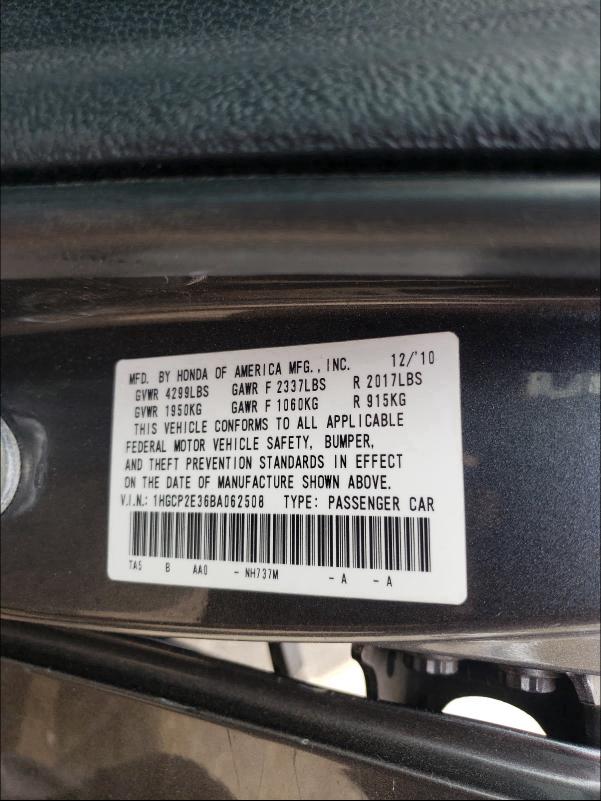 MFD. BY HONDA OF AMERICA MFG., INC. 12/'10
GVWR 4299LBS GAWR F 2337LBS R 2017LBS
GVWR 1950KG GAWR F 1060KG R 915KG
THIS VEHICLE CONFORMS TO ALL APPLICABLE
FEDERAL MOTOR VEHICLE SAFETY, BUMPER,
AND THEFT PREVENTION STANDARDS IN EFFECT
ON THE DATE OF MANUFACTURE SHOWN ABOVE.
V.I.N.: 1HGCP2E36BA062508 TYPE: PASSENGER CAR
TA5 B AA0 - NH737M - A - A